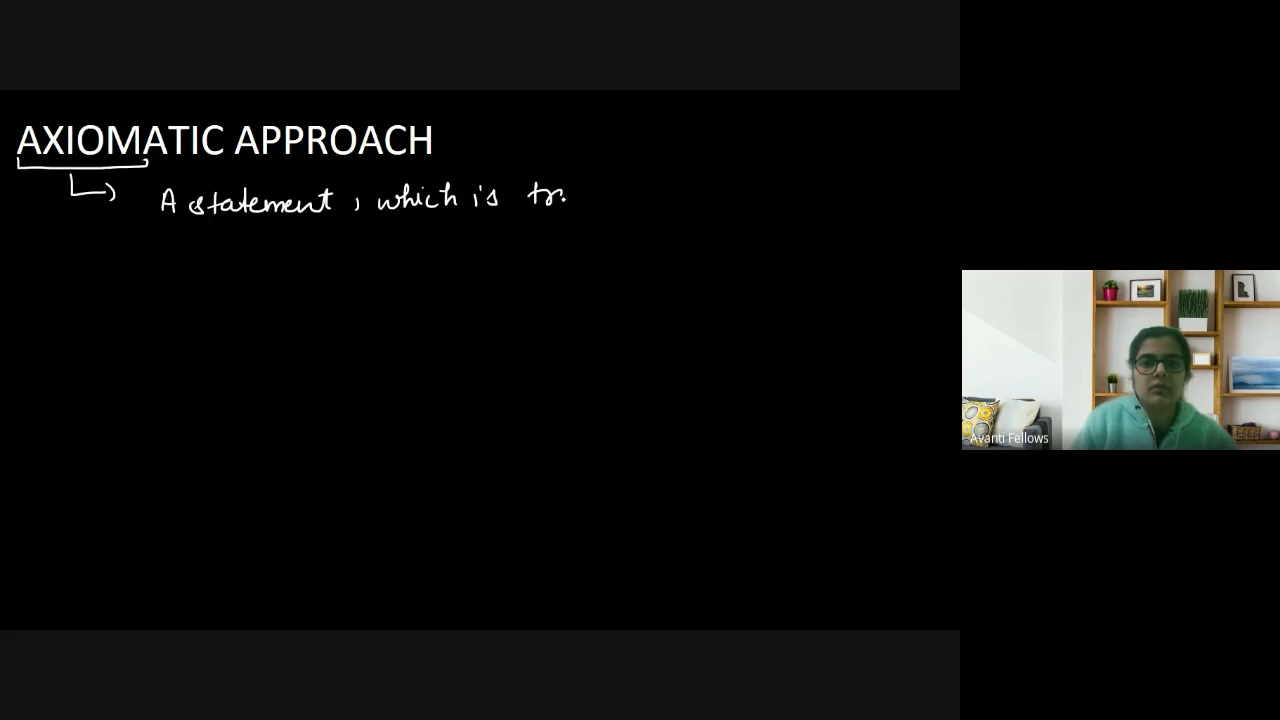 AXIOMATIC APPROACH
A statement, which is tr
Avanti Fellows